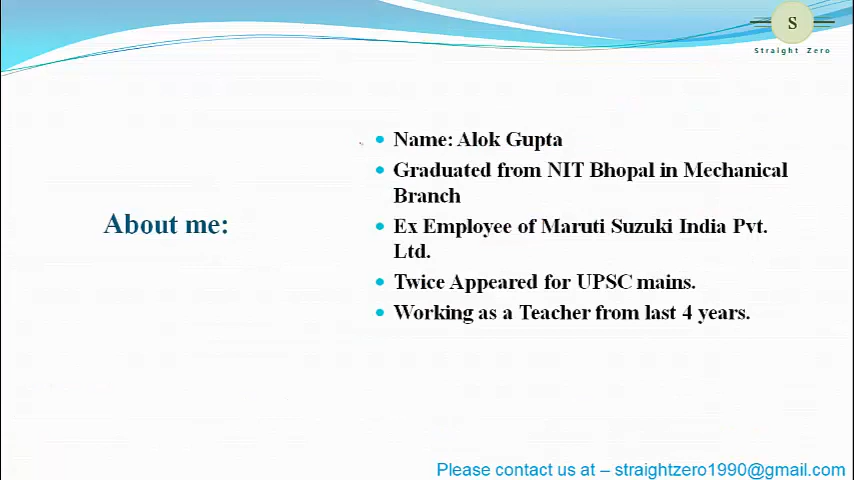 S
Straight Zero
About me:
Name: Alok Gupta
Graduated from NIT Bhopal in Mechanical
Branch
Ex Employee of Maruti Suzuki India Pvt.
Ltd.
Twice Appeared for UPSC mains.
Working as a Teacher from last 4 years.
Please contact us at – straightzero1990@gmail.com